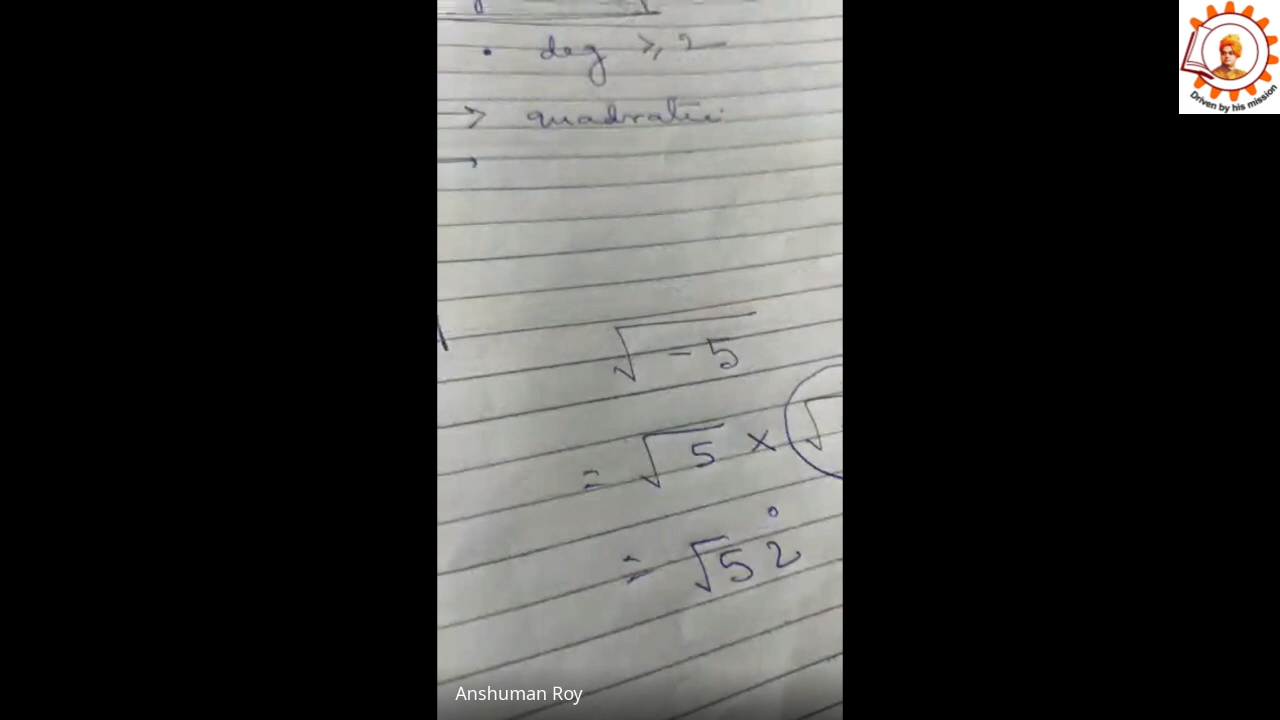 • deg ⩾ 2
→ quadratic
→
√-5
= √5 × √
= √5 i
Driven by his mission
Anshuman Roy